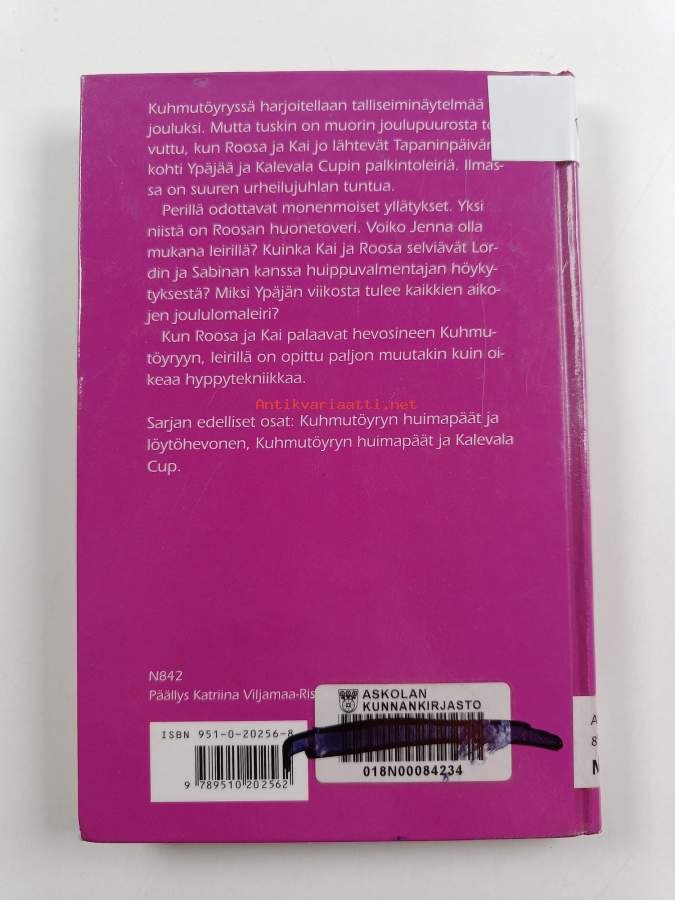 Kuhmutöyryssä harjoitellaan talliseiminäytelmää
jouluksi. Mutta tuskin on muorin joulupuurosta to
vuttu, kun Roosa ja Kai jo lähtevät Tapaninpäivän
kohti Ypäjää ja Kalevala Cupin palkintoleiriä. Ilmas-
sa on suuren urheilujuhlan tuntua.
Perillä odottavat monenmoiset yllätykset. Yksi
niistä on Roosan huonetoveri. Voiko Jenna olla
mukana leirillä? Kuinka Kai ja Roosa selviävät Lor-
din ja Sabinan kanssa huippuvalmentajan höyky-
tyksestä? Miksi Ypäjän viikosta tulee kaikkien aiko-
jen joululomaleiri?
Kun Roosa ja Kai palaavat hevosineen Kuhmu-
töyryyn, leirillä on opittu paljon muutakin kuin oi-
keaa hyppytekniikkaa.
Antikvariaatti.net
Sarjan edelliset osat: Kuhmutöyryn huimapäät ja
löytöhevonen, Kuhmutöyryn huimapäät ja Kalevala
Cup.
N842
Päällys Katriina Viljamaa-Ris
ASKOLAN
KUNNANKIRJASTO
018N00084234
ISBN 951-0-20256-8
9 789510 202562
A
8